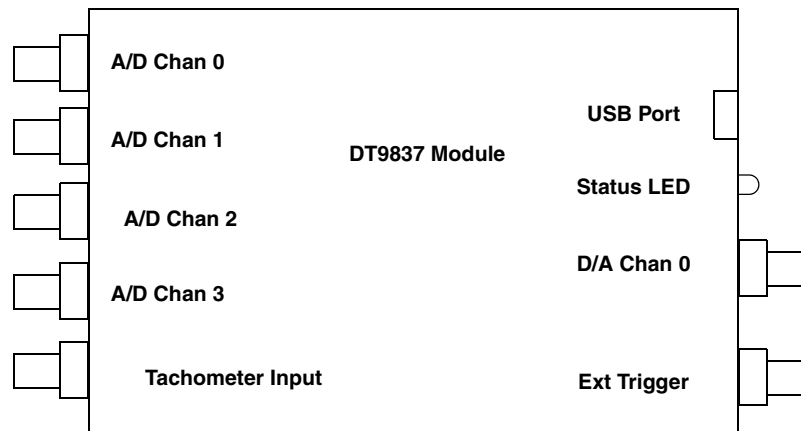 A/D Chan 0
A/D Chan 1
A/D Chan 2
A/D Chan 3
Tachometer Input
DT9837 Module
USB Port
Status LED
D/A Chan 0
Ext Trigger